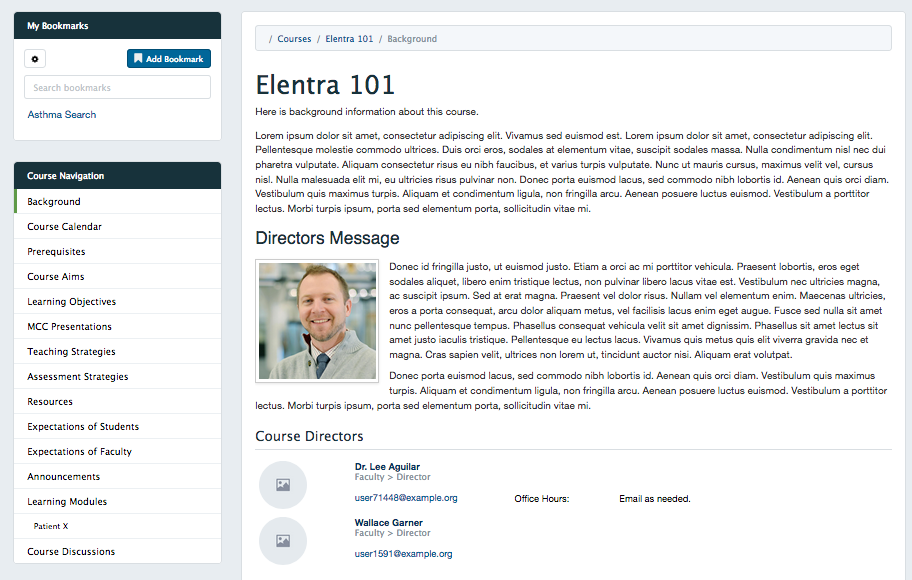 My Bookmarks
Add Bookmark
Search bookmarks
Asthma Search
Course Navigation
Background
Course Calendar
Prerequisites
Course Aims
Learning Objectives
MCC Presentations
Teaching Strategies
Assessment Strategies
Resources
Expectations of Students
Expectations of Faculty
Announcements
Learning Modules
Patient X
Course Discussions
/ Courses / Elentra 101 / Background
Elentra 101
Here is background information about this course.
Lorem ipsum dolor sit amet, consectetur adipiscing elit. Vivamus sed euismod est. Lorem ipsum dolor sit amet, consectetur adipiscing elit.
Pellentesque molestie commodo ultrices. Duis orci eros, sodales at elementum vitae, suscipit sodales massa. Nulla condimentum nisl nec dui
pharetra vulputate. Aliquam consectetur risus eu nibh faucibus, et varius turpis vulputate. Nunc ut mauris cursus, maximus velit vel, cursus
nisl. Nulla malesuada elit mi, eu ultricies risus pulvinar non. Donec porta euismod lacus, sed commodo nibh lobortis id. Aenean quis orci diam.
Vestibulum quis maximus turpis. Aliquam et condimentum ligula, non fringilla arcu. Aenean posuere luctus euismod. Vestibulum a porttitor
lectus. Morbi turpis ipsum, porta sed elementum porta, sollicitudin vitae mi.
Directors Message
Donec id fringilla justo, ut euismod justo. Etiam a orci ac mi porttitor vehicula. Praesent lobortis, eros eget
sodales aliquet, libero enim tristique lectus, non pulvinar libero lacus vitae est. Vestibulum nec ultricies magna,
ac suscipit ipsum. Sed at erat magna. Praesent vel dolor risus. Nullam vel elementum enim. Maecenas ultricies,
eros a porta consequat, arcu dolor aliquam metus, vel facilisis lacus enim eget augue. Fusce sed nulla sit amet
nunc pellentesque tempus. Phasellus consequat vehicula velit sit amet dignissim. Phasellus sit amet lectus sit
amet justo iaculis tristique. Pellentesque eu lectus lacus. Vivamus quis metus quis elit viverra gravida nec et
magna. Cras sapien velit, ultrices non lorem ut, tincidunt auctor nisi. Aliquam erat volutpat.
Donec porta euismod lacus, sed commodo nibh lobortis id. Aenean quis orci diam. Vestibulum quis maximus
turpis. Aliquam et condimentum ligula, non fringilla arcu. Aenean posuere luctus euismod. Vestibulum a porttitor
lectus. Morbi turpis ipsum, porta sed elementum porta, sollicitudin vitae mi.
Course Directors
Dr. Lee Aguilar
Faculty > Director
user71448@example.org Office Hours: Email as needed.
Wallace Garner
Faculty > Director
user1591@example.org